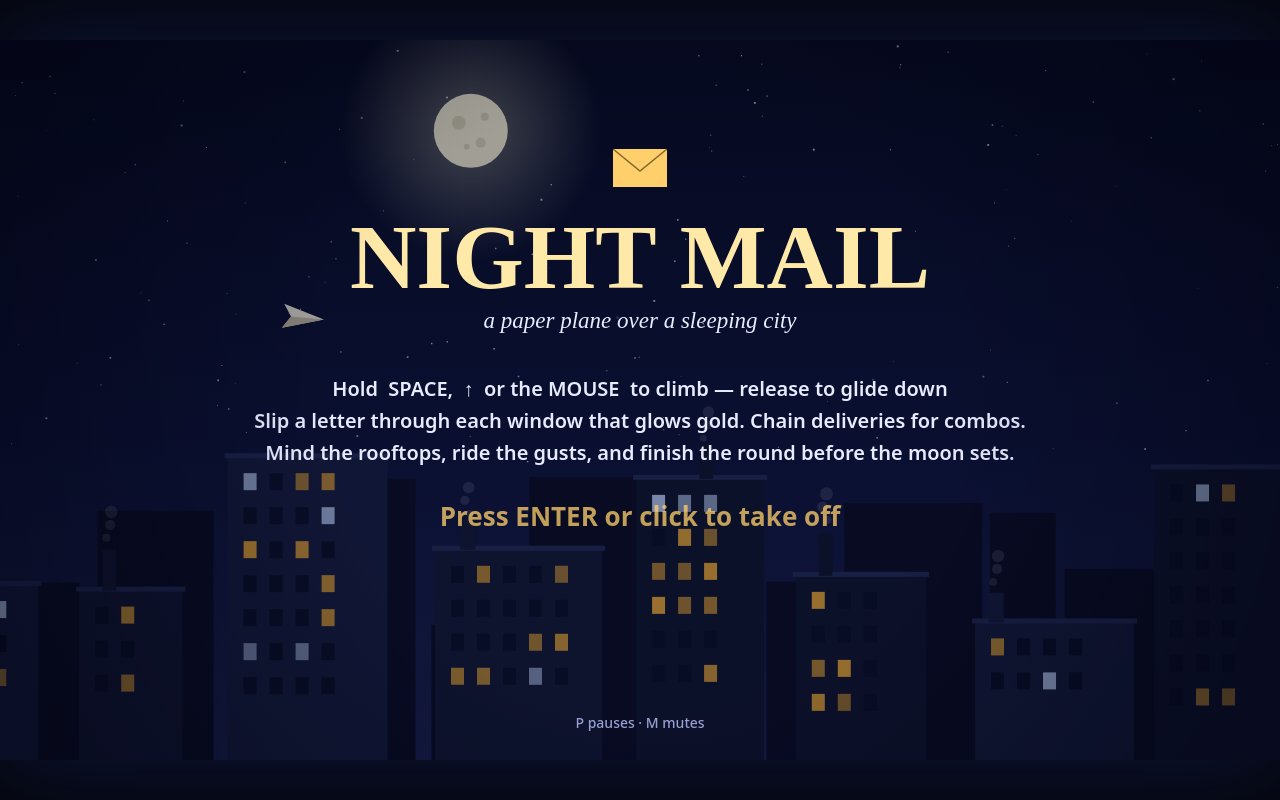 NIGHT MAIL
a paper plane over a sleeping city
Hold SPACE, ↑ or the MOUSE to climb — release to glide down
Slip a letter through each window that glows gold. Chain deliveries for combos.
Mind the rooftops, ride the gusts, and finish the round before the moon sets.
Press ENTER or click to take off
P pauses · M mutes